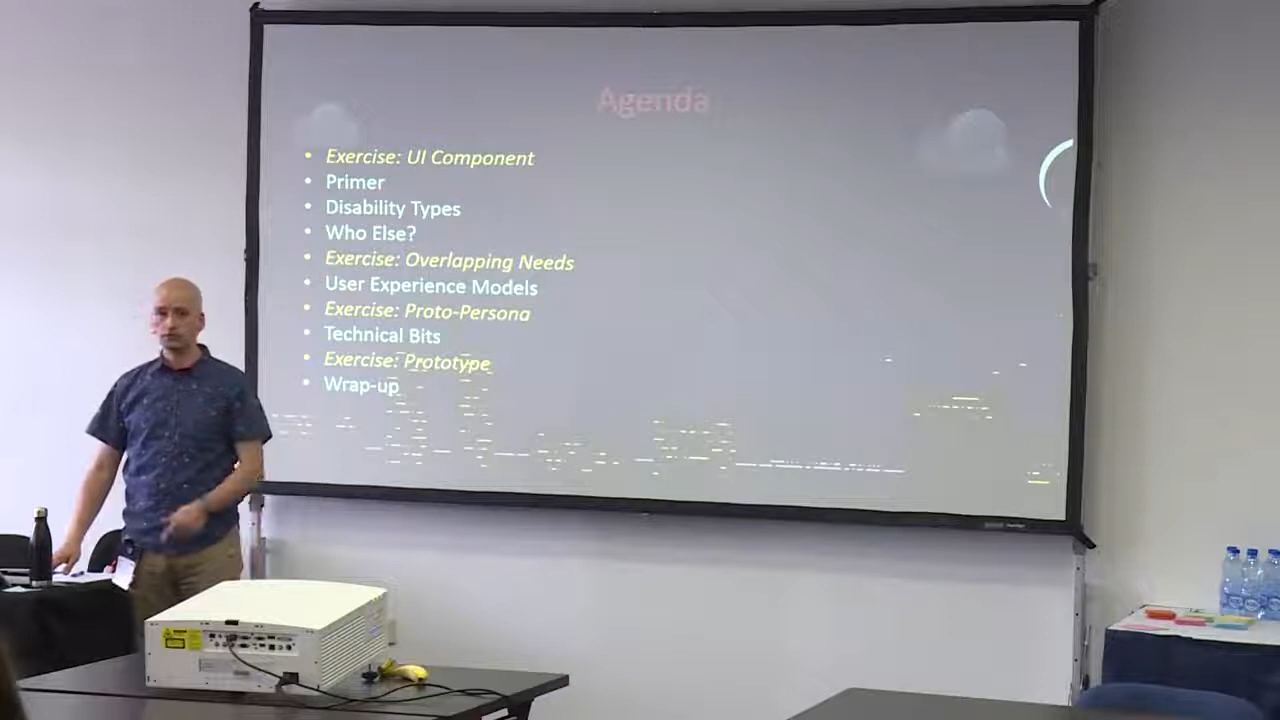 Agenda
• Exercise: UI Component
• Primer
• Disability Types
• Who Else?
• Exercise: Overlapping Needs
• User Experience Models
• Exercise: Proto-Persona
• Technical Bits
• Exercise: Prototype
• Wrap-up